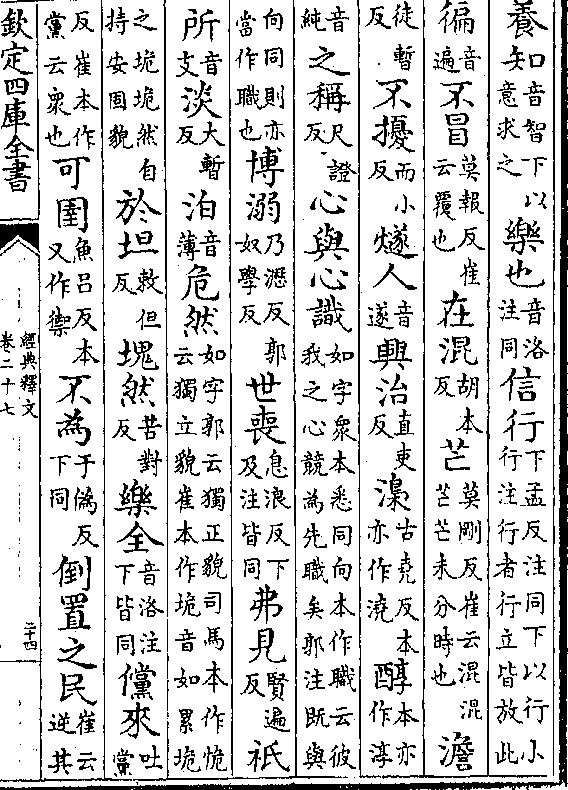 養知音智下以意求之樂也音洛注同信行下孟反注同下以行小行注行者行立皆放此
徧音遍不冒莫報反崔云覆也在混胡本反芒莫剛反崔云混混芒芒未分時也澹
徒暫反不擾而小反燧人音遂興治直吏反古堯反本亦作澆醇本亦作淳
音純之稱尺證反心與心識如字衆本悉同向本作職云彼我之心競為先職矣郭注既與
向同則亦當作職也博溺乃瀝反郭奴學反世喪息浪反下及注皆同弗見賢遍反祇
所音支淡大暫反泊音薄危然如字郭云獨正貌司馬本作恑云獨立貌崔本作垝音如累垝
之垝垝然自持安固貌於坦敕但反塊然苦對反樂全音洛注下皆同儻來吐黨
反崔本作黨云衆也可圉魚呂反本又作禦不為于偽反下同倒置之民崔云逆其
欽定四庫全書
經典釋文
卷二十七
二十四